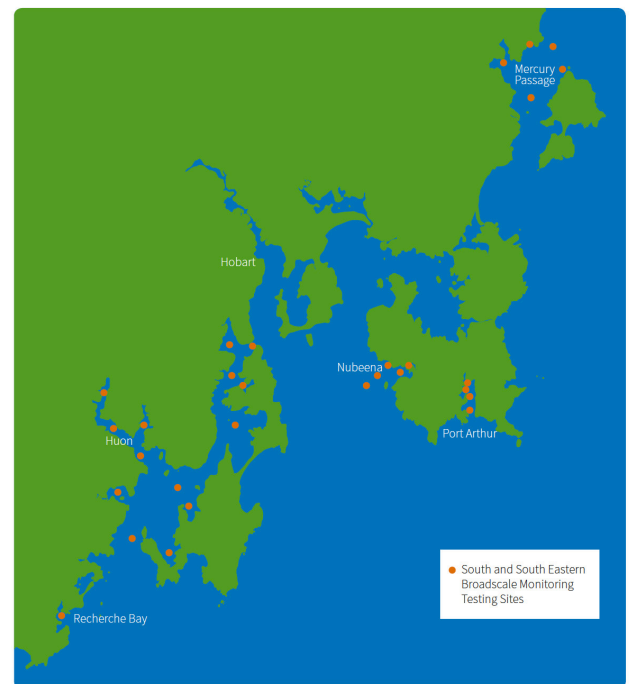 Mercury
Passage
Hobart
Nubeena
Huon
Port Arthur
South and South Eastern
Broadscale Monitoring
Testing Sites
Recherche Bay